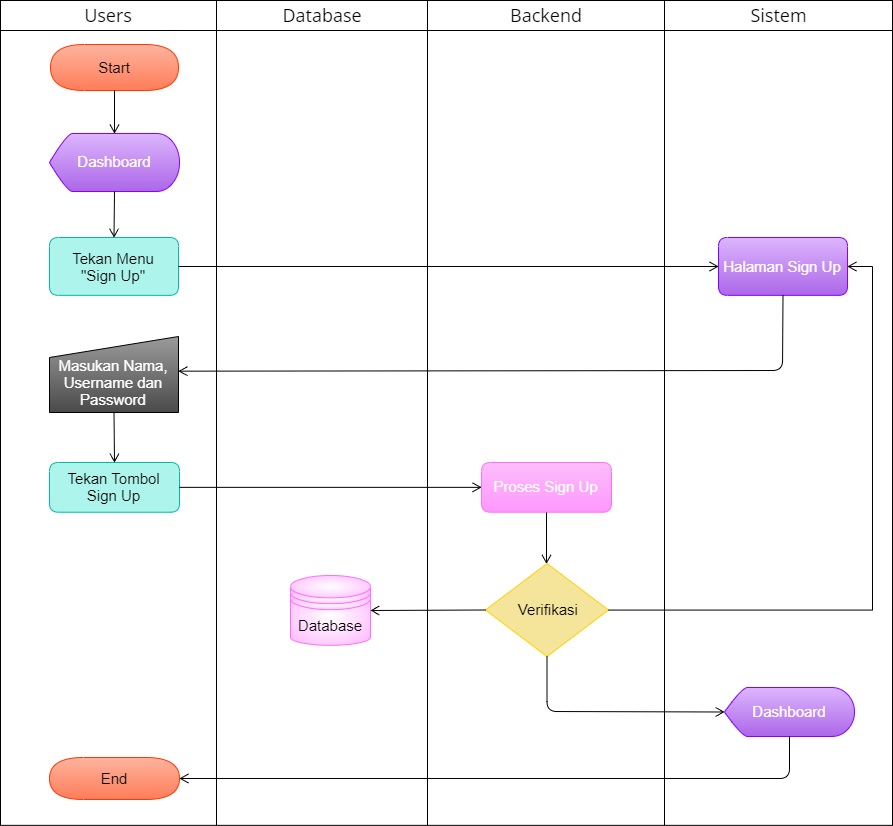 Users
Database
Backend
Sistem
Start
Dashboard
Tekan Menu
"Sign Up"
Halaman Sign Up
Masukan Nama,
Username dan
Password
Tekan Tombol
Sign Up
Proses Sign Up
Verifikasi
Database
Dashboard
End